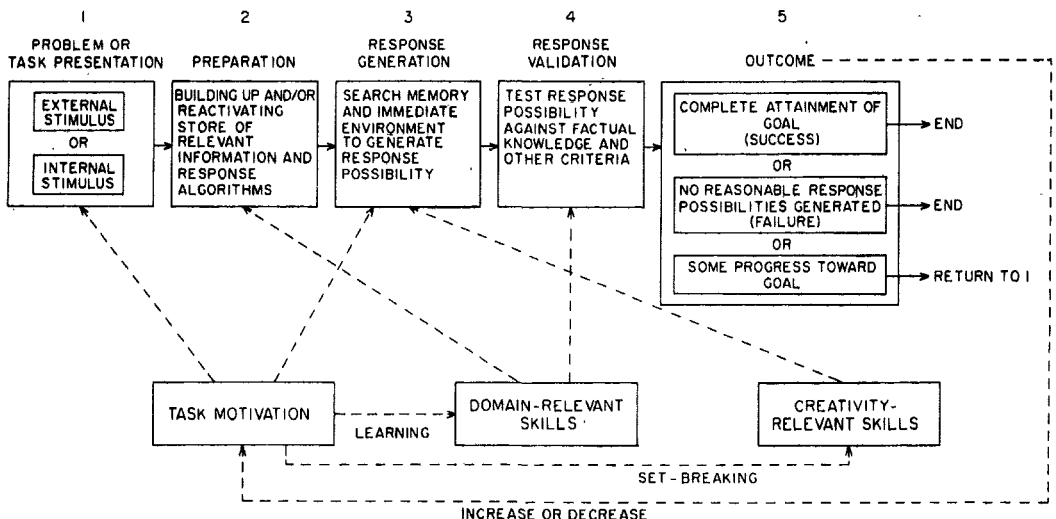 1
PROBLEM OR
TASK PRESENTATION
EXTERNAL
STIMULUS
OR
INTERNAL
STIMULUS
2
PREPARATION
BUILDING UP AND/OR
REACTIVATING
STORE OF
RELEVANT
INFORMATION AND
RESPONSE
ALGORITHMS
3
RESPONSE
GENERATION
SEARCH MEMORY
AND IMMEDIATE
ENVIRONMENT
TO GENERATE
RESPONSE
POSSIBILITY
4
RESPONSE
VALIDATION
TEST RESPONSE
POSSIBILITY
AGAINST FACTUAL
KNOWLEDGE AND
OTHER CRITERIA
5
OUTCOME
COMPLETE ATTAINMENT OF
GOAL
(SUCCESS)
END
OR
NO REASONABLE RESPONSE
POSSIBILITIES GENERATED
(FAILURE)
END
OR
SOME PROGRESS TOWARD
GOAL
RETURN TO 1
TASK MOTIVATION
LEARNING
DOMAIN-RELEVANT
SKILLS
CREATIVITY-
RELEVANT SKILLS
SET-BREAKING
INCREASE OR DECREASE